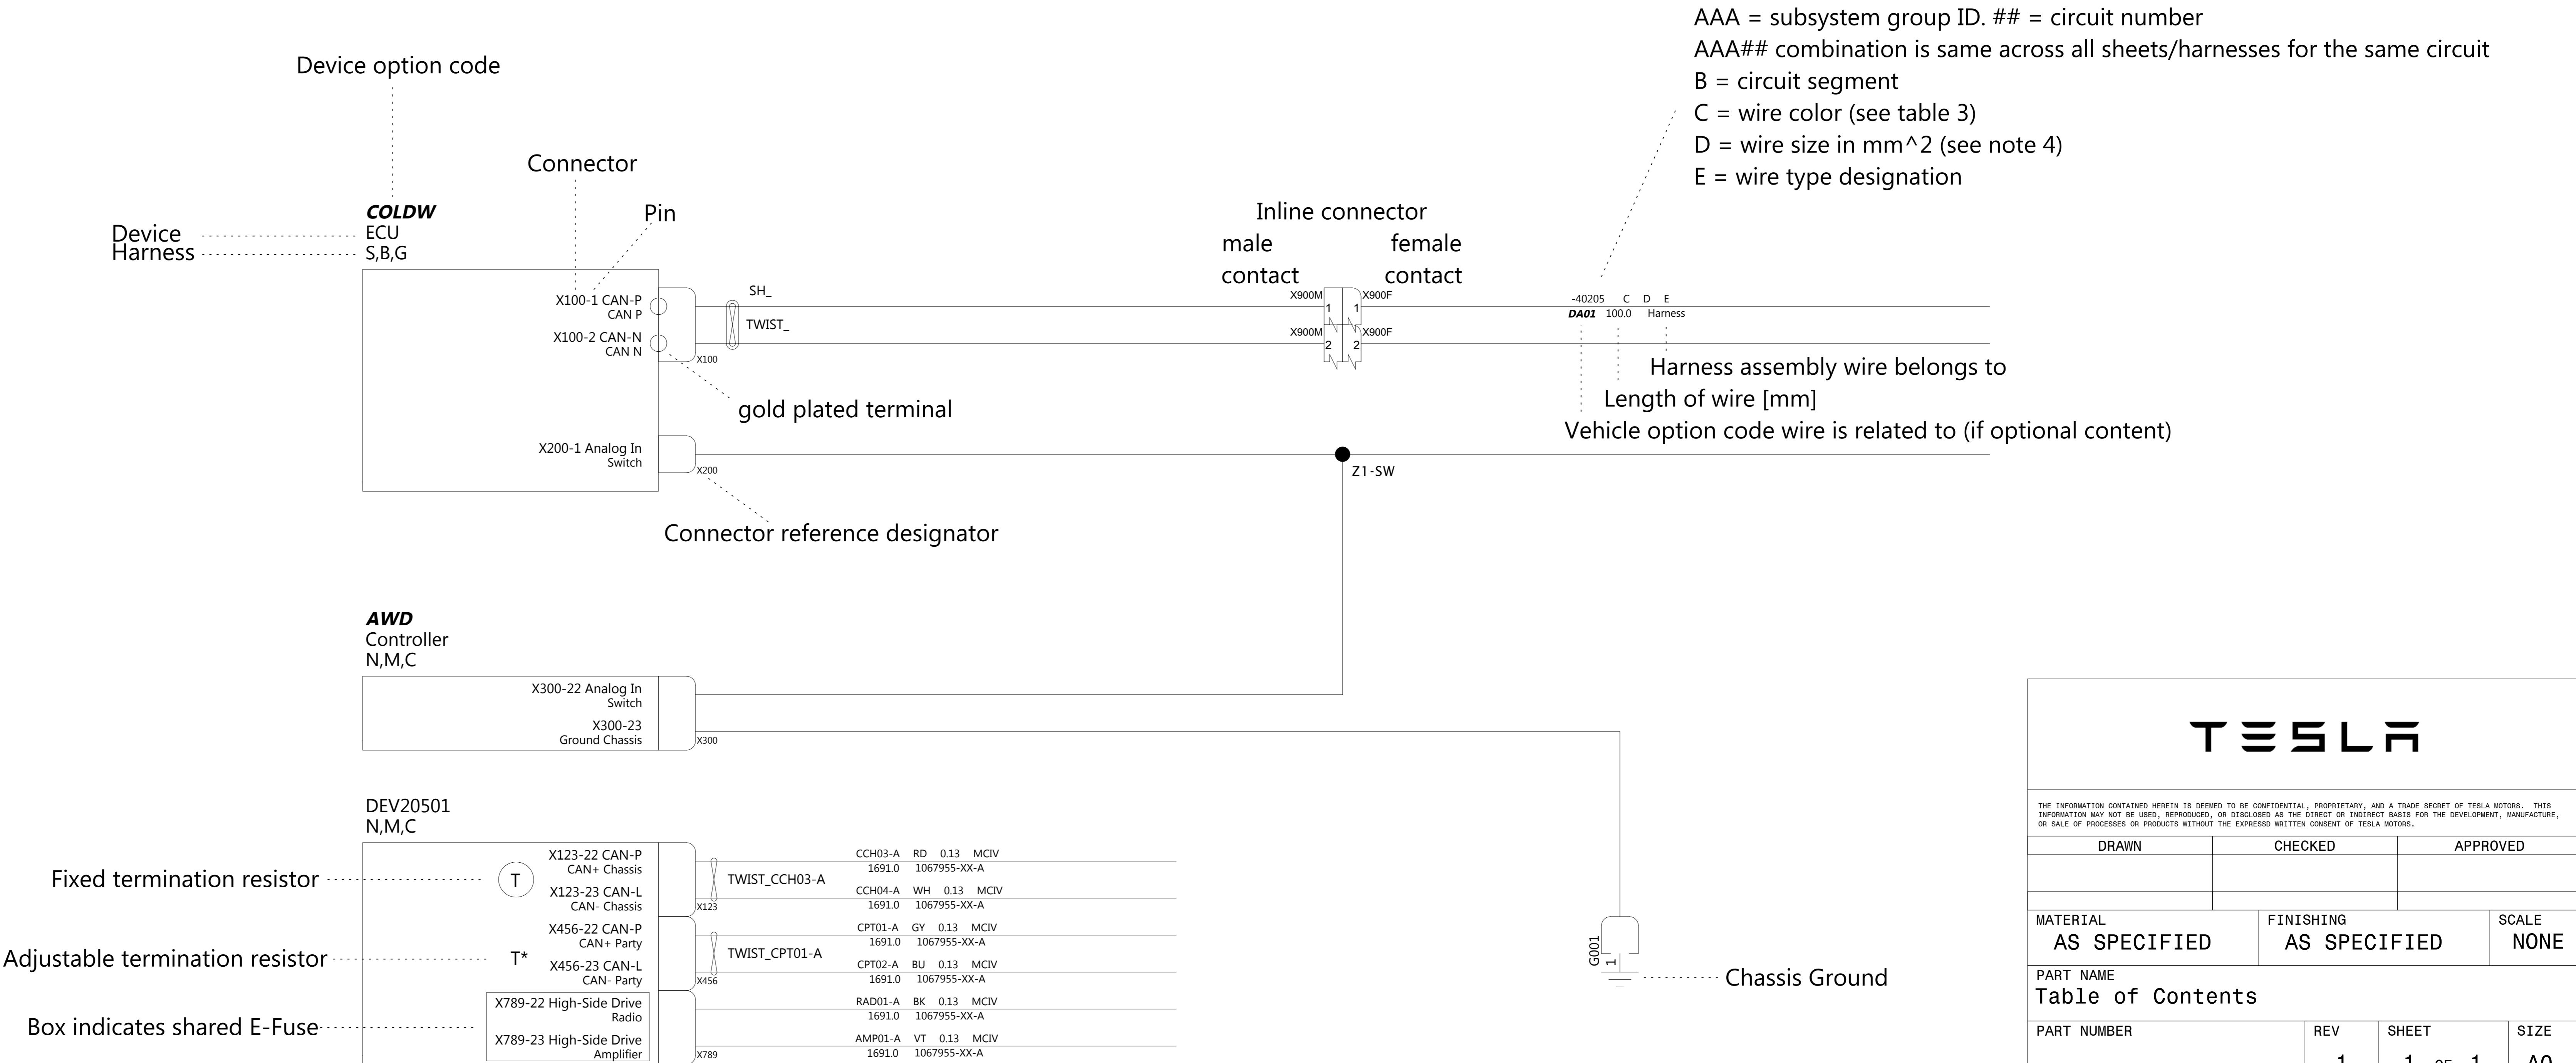 AAA = subsystem group ID. ## = circuit number
AAA## combination is same across all sheets/harnesses for the same circuit
B = circuit segment
C = wire color (see table 3)
D = wire size in mm^2 (see note 4)
E = wire type designation
Device option code
Connector
Pin
COLDW
Device
ECU
Harness
S,B,G
Inline connector
male
contact
female
contact
X100-1 CAN-P
CAN P
X100-2 CAN-N
CAN N
X100
SH_
TWIST_
X900M
1
1
X900F
X900M
2
2
X900F
-40205 C D E
DA01 100.0 Harness
Harness assembly wire belongs to
Length of wire [mm]
Vehicle option code wire is related to (if optional content)
gold plated terminal
X200-1 Analog In
Switch
X200
Z1-SW
Connector reference designator
AWD
Controller
N,M,C
X300-22 Analog In
Switch
X300-23
Ground Chassis
X300
DEV20501
N,M,C
Fixed termination resistor
T
X123-22 CAN-P
CAN+ Chassis
X123-23 CAN-L
CAN- Chassis
X123
TWIST_CCH03-A
CCH03-A RD 0.13 MCIV
1691.0 1067955-XX-A
CCH04-A WH 0.13 MCIV
1691.0 1067955-XX-A
Adjustable termination resistor
T*
X456-22 CAN-P
CAN+ Party
X456-23 CAN-L
CAN- Party
X456
TWIST_CPT01-A
CPT01-A GY 0.13 MCIV
1691.0 1067955-XX-A
CPT02-A BU 0.13 MCIV
1691.0 1067955-XX-A
Box indicates shared E-Fuse
X789-22 High-Side Drive
Radio
X789-23 High-Side Drive
Amplifier
X789
RAD01-A BK 0.13 MCIV
1691.0 1067955-XX-A
AMP01-A VT 0.13 MCIV
1691.0 1067955-XX-A
G001
1
Chassis Ground
TESLA
THE INFORMATION CONTAINED HEREIN IS DEEMED TO BE CONFIDENTIAL, PROPRIETARY, AND A TRADE SECRET OF TESLA MOTORS. THIS
INFORMATION MAY NOT BE USED, REPRODUCED, OR DISCLOSED AS THE DIRECT OR INDIRECT BASIS FOR THE DEVELOPMENT, MANUFACTURE,
OR SALE OF PROCESSES OR PRODUCTS WITHOUT THE EXPRESSD WRITTEN CONSENT OF TESLA MOTORS.
DRAWN CHECKED APPROVED
MATERIAL FINISHING SCALE
AS SPECIFIED AS SPECIFIED NONE
PART NAME
Table of Contents
PART NUMBER REV SHEET SIZE
1 1 OF 1 A0